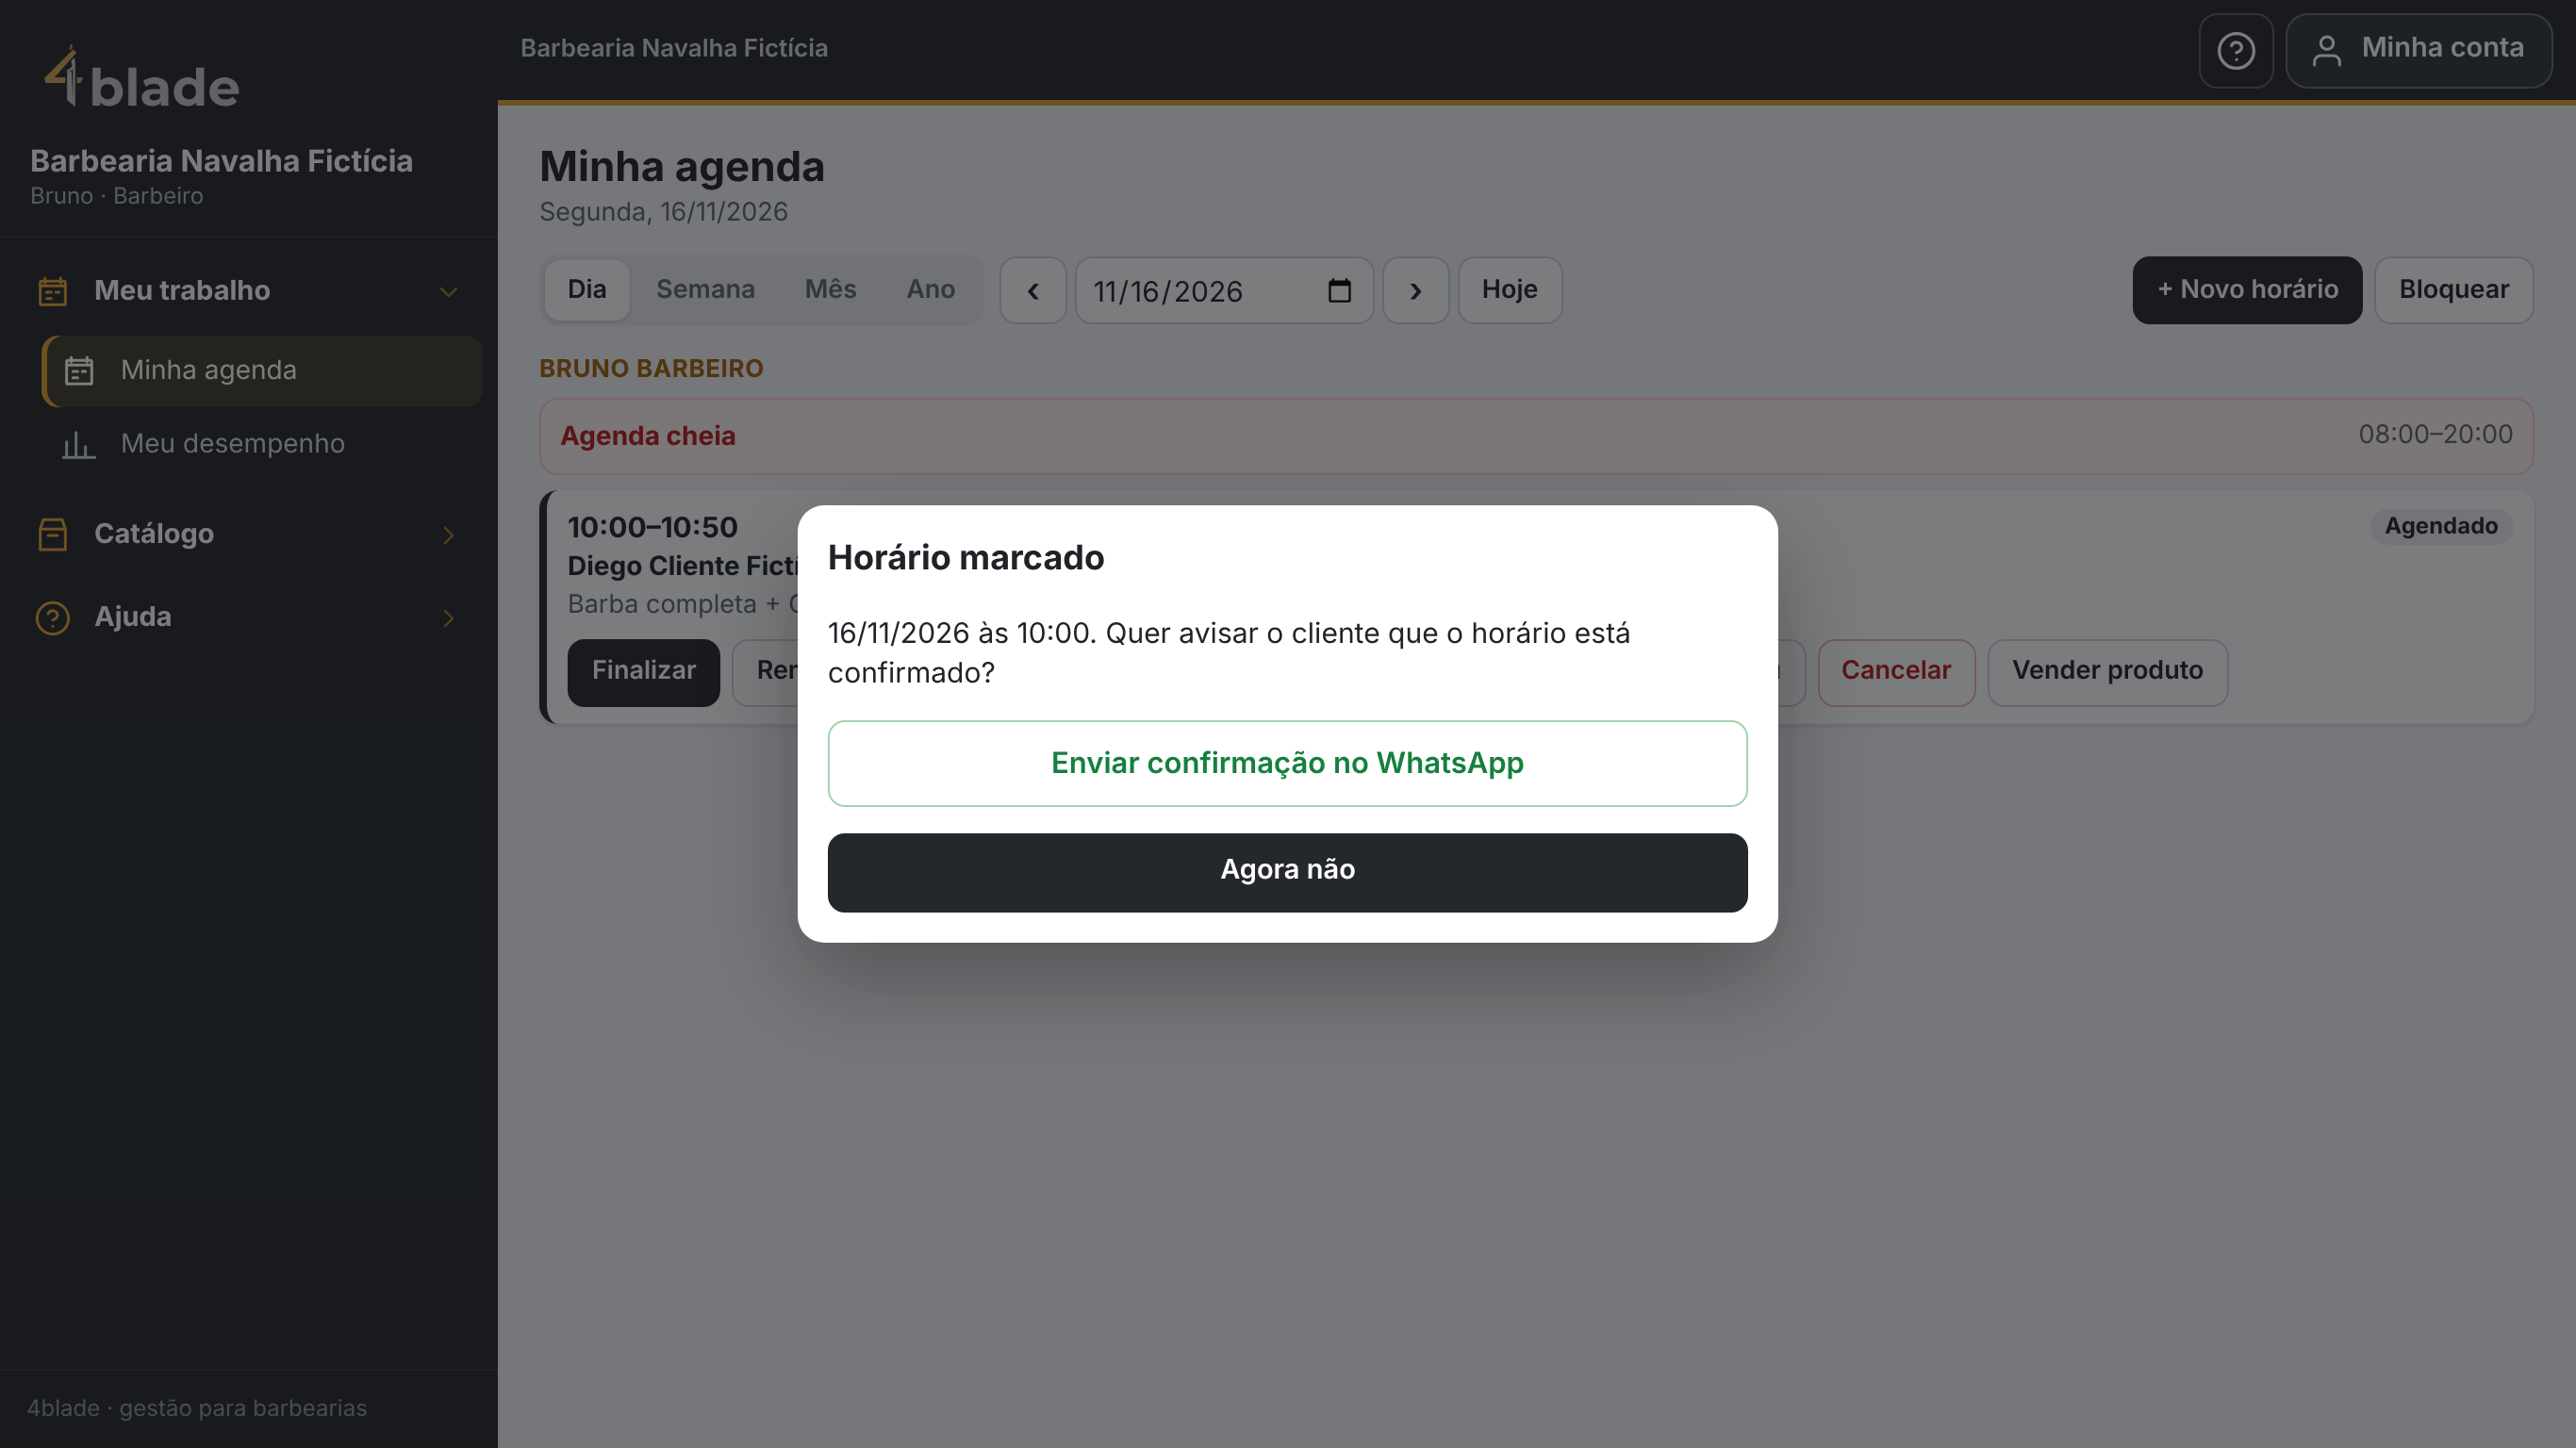 4blade
Barbearia Navalha Fictícia
Bruno · Barbeiro
Meu trabalho
Minha agenda
Meu desempenho
Catálogo
Ajuda
4blade · gestão para barbearias
Barbearia Navalha Fictícia
Minha conta
Minha agenda
Segunda, 16/11/2026
Dia Semana Mês Ano ‹ 11/16/2026 › Hoje + Novo horário Bloquear
BRUNO BARBEIRO
Agenda cheia 08:00–20:00
10:00–10:50 Agendado
Diego Cliente
Barba completa +
Finalizar Cancelar Vender produto
Horário marcado
16/11/2026 às 10:00. Quer avisar o cliente que o horário está
confirmado?
Enviar confirmação no WhatsApp
Agora não